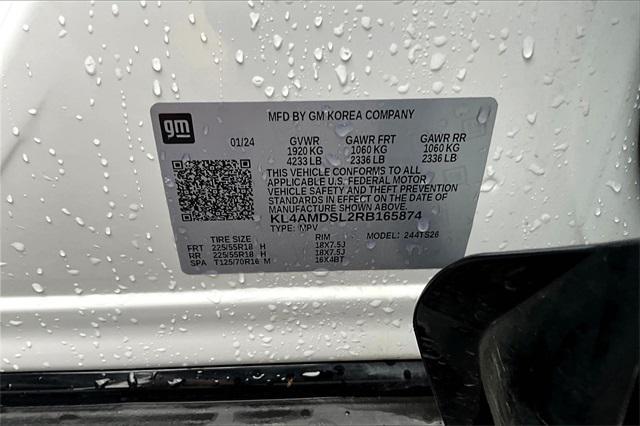 MFD BY GM KOREA COMPANY
gm
01/24 GVWR GAWR FRT GAWR RR
1920 KG 1060 KG 1060 KG
4233 LB 2336 LB 2336 LB
THIS VEHICLE CONFORMS TO ALL
APPLICABLE U.S. FEDERAL MOTOR
VEHICLE SAFETY AND THEFT PREVENTION
STANDARDS IN EFFECT ON THE DATE
OF MANUFACTURE SHOWN ABOVE.
KL4AMDSL2RB165874
TYPE: MPV MODEL: 244TS26
TIRE SIZE RIM
FRT 225/55R18 H 18X7.5J
RR 225/55R18 H 18X7.5J
SPA T125/70R16 M 16X4BT